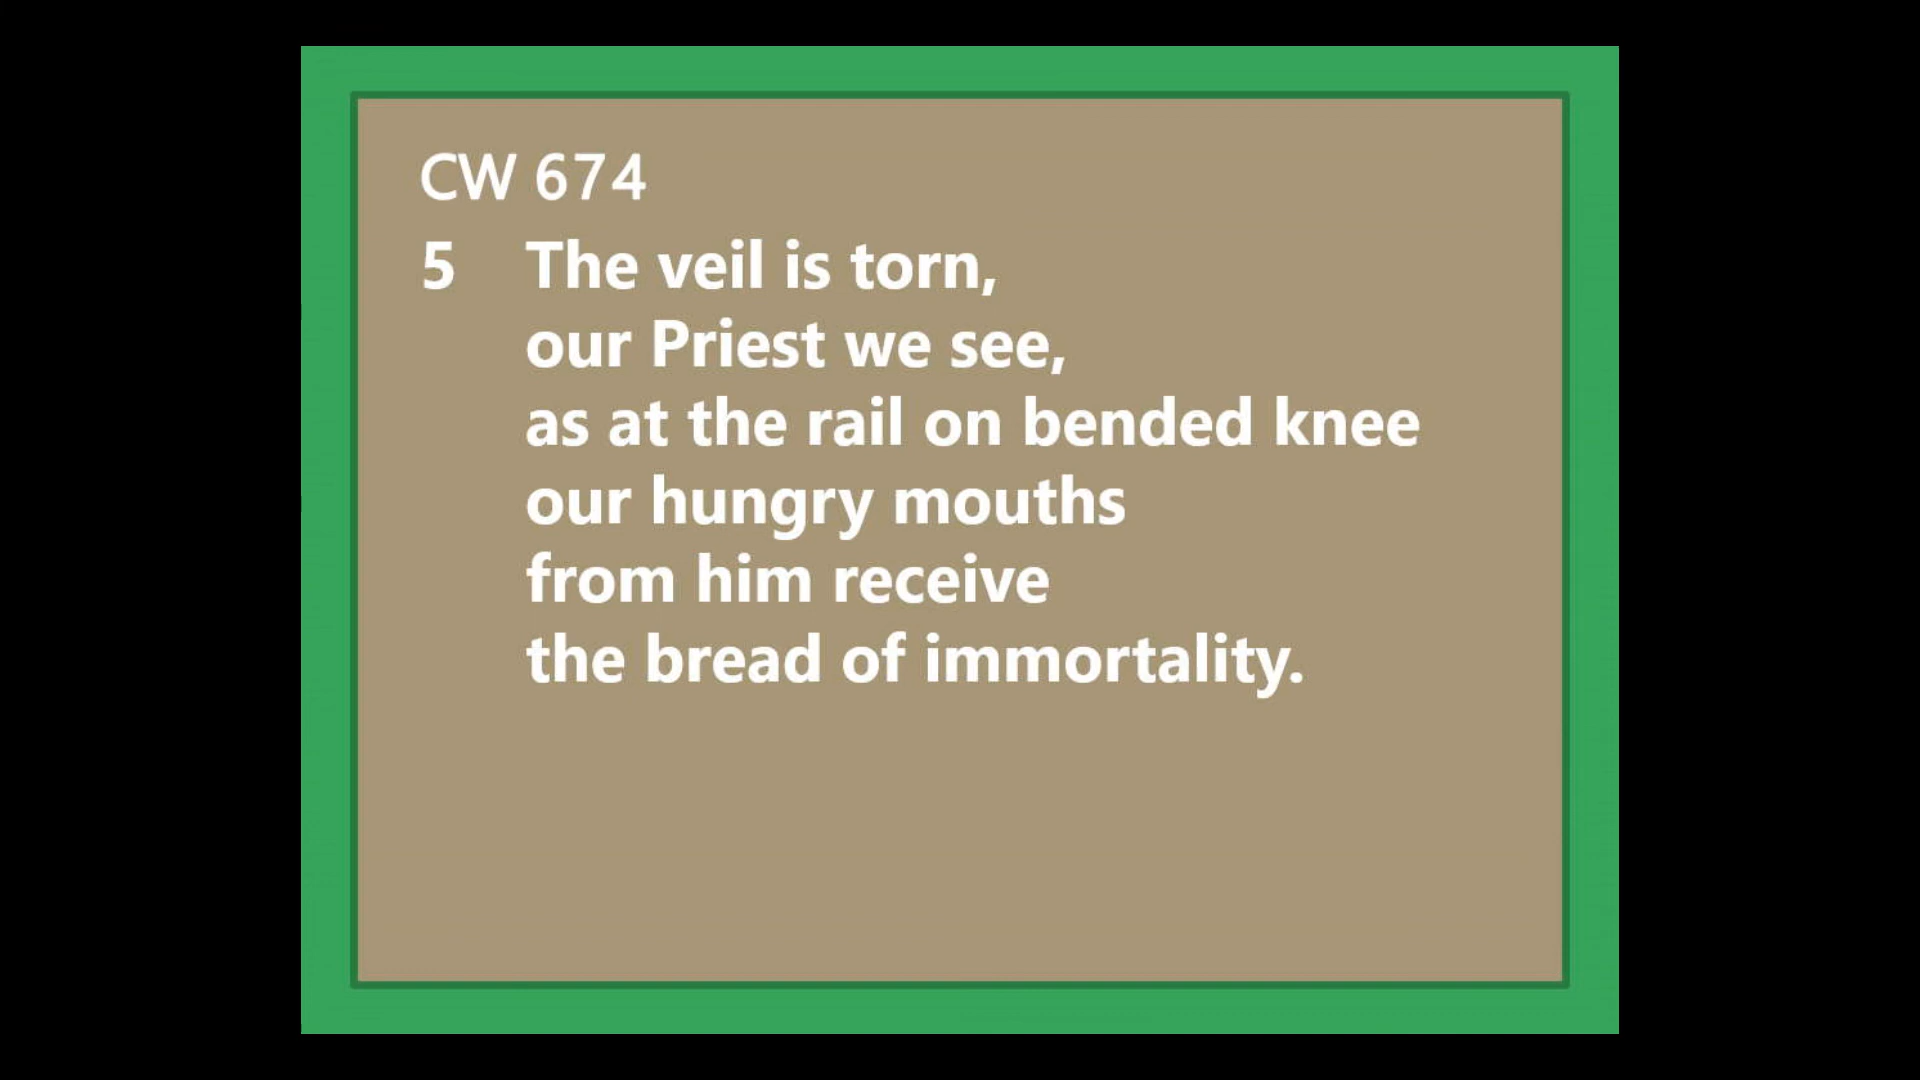 CW 674
5 The veil is torn,
our Priest we see,
as at the rail on bended knee
our hungry mouths
from him receive
the bread of immortality.